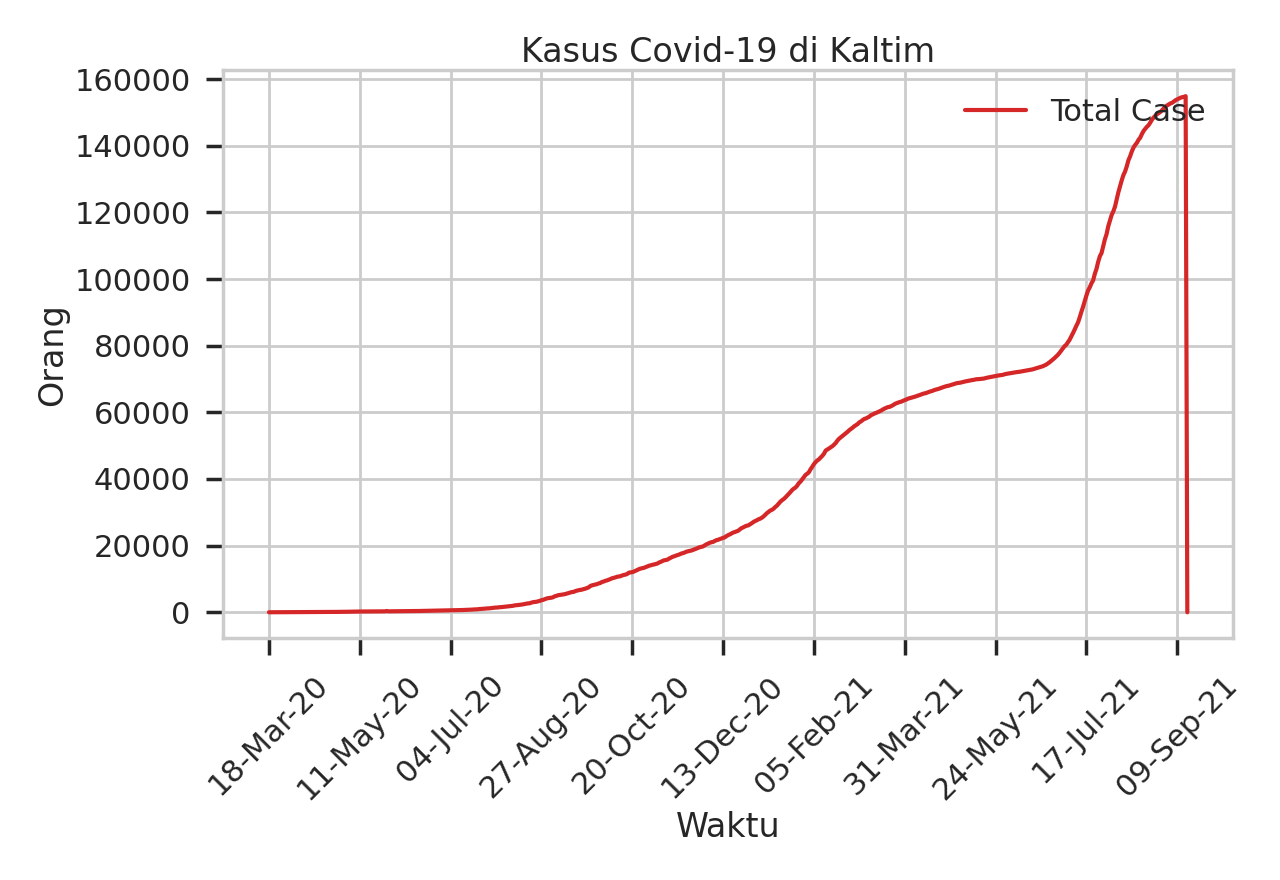 Kasus Covid-19 di Kaltim
Total Case
160000
140000
120000
100000
80000
60000
40000
20000
0
Orang
18-Mar-20
11-May-20
04-Jul-20
27-Aug-20
20-Oct-20
13-Dec-20
05-Feb-21
31-Mar-21
24-May-21
17-Jul-21
09-Sep-21
Waktu